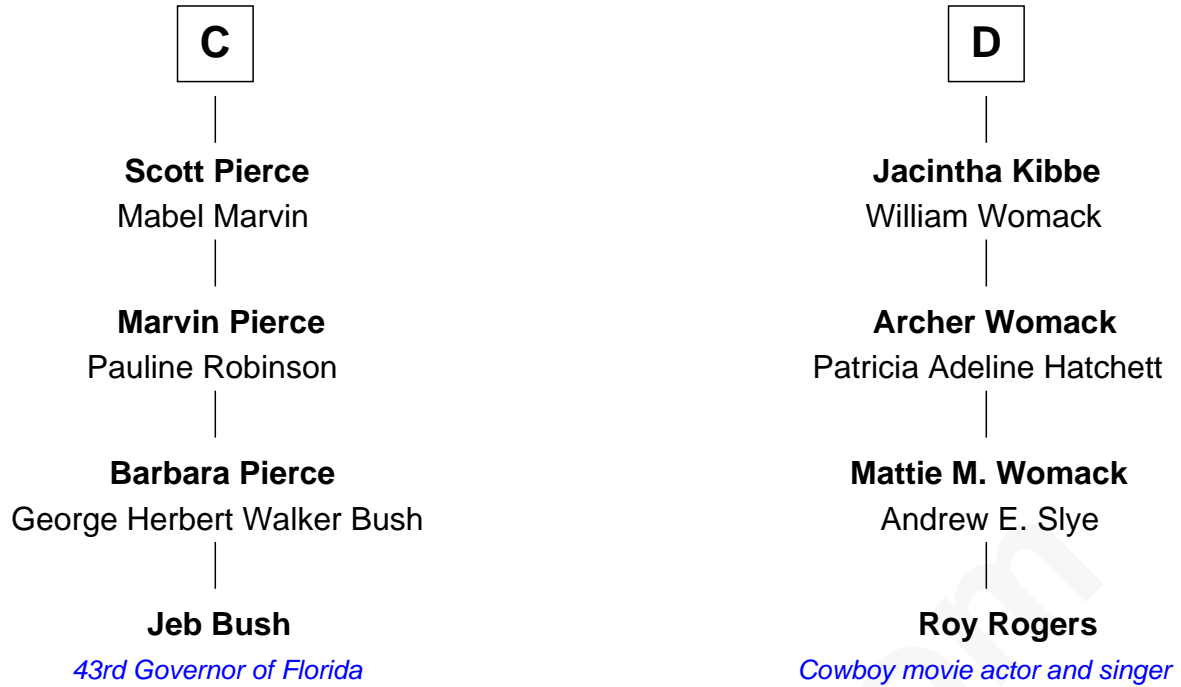 C
Scott Pierce
Mabel Marvin
Marvin Pierce
Pauline Robinson
Barbara Pierce
George Herbert Walker Bush
Jeb Bush
43rd Governor of Florida
D
Jacintha Kibbe
William Womack
Archer Womack
Patricia Adeline Hatchett
Mattie M. Womack
Andrew E. Slye
Roy Rogers
Cowboy movie actor and singer
om